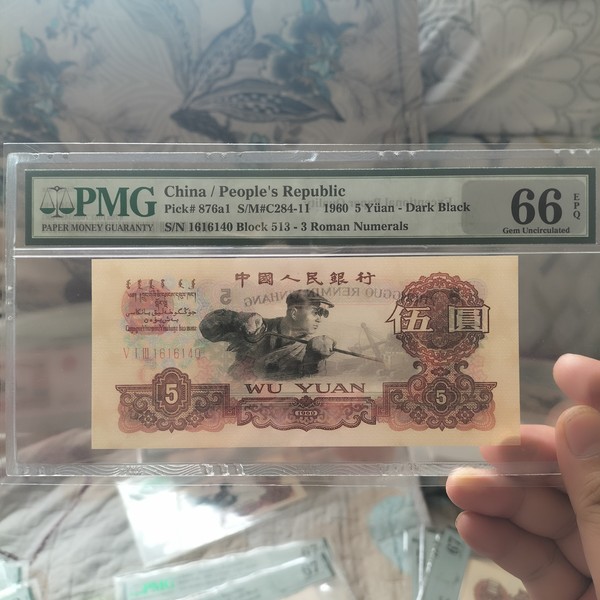 PMG
PAPER MONEY GUARANTY
China / People's Republic
Pick# 876a1 S/M#C284-11 1960 5 Yüan - Dark Black
S/N 1616140 Block 513 - 3 Roman Numerals
66 EPQ
Gem Uncirculated
中國人民銀行
伍圓
V I III 1616140
5
WU YUAN
1960
5
PMG